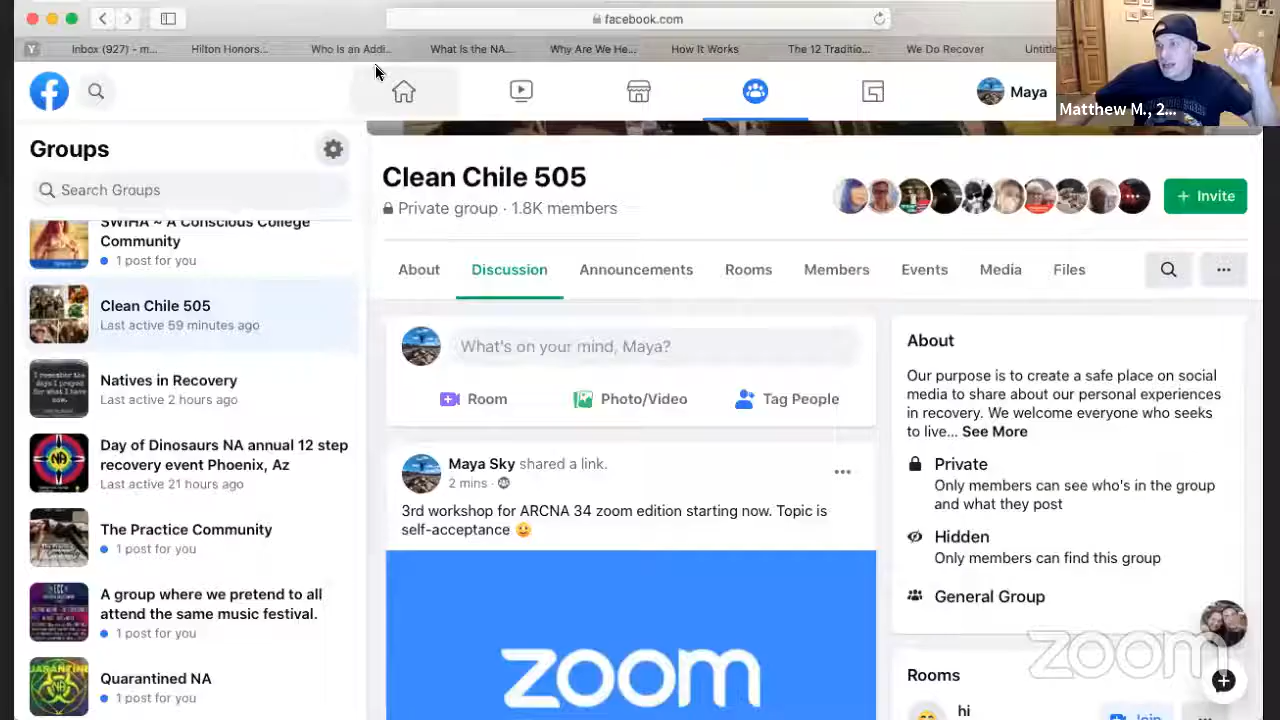 facebook.com
Y
Inbox (927) - m...
Hilton Honors...
Who Is an Addi...
What Is the NA...
Why Are We He...
How It Works
The 12 Traditio...
We Do Recover
Maya
Matthew M., 2...
Groups
Search Groups
SWIHA ~ A Conscious College
Community
1 post for you
Clean Chile 505
Last active 59 minutes ago
Natives in Recovery
Last active 2 hours ago
Day of Dinosaurs NA annual 12 step
recovery event Phoenix, Az
Last active 21 hours ago
The Practice Community
1 post for you
A group where we pretend to all
attend the same music festival.
1 post for you
Quarantined NA
1 post for you
Clean Chile 505
Private group · 1.8K members
+ Invite
About
Discussion
Announcements
Rooms
Members
Events
Media
Files
What's on your mind, Maya?
Room
Photo/Video
Tag People
Maya Sky shared a link.
2 mins ·
3rd workshop for ARCNA 34 zoom edition starting now. Topic is
self-acceptance
zoom
About
Our purpose is to create a safe place on social
media to share about our personal experiences
in recovery. We welcome everyone who seeks
to live... See More
Private
Only members can see who's in the group
and what they post
Hidden
Only members can find this group
General Group
zoom
Rooms
hi
Join